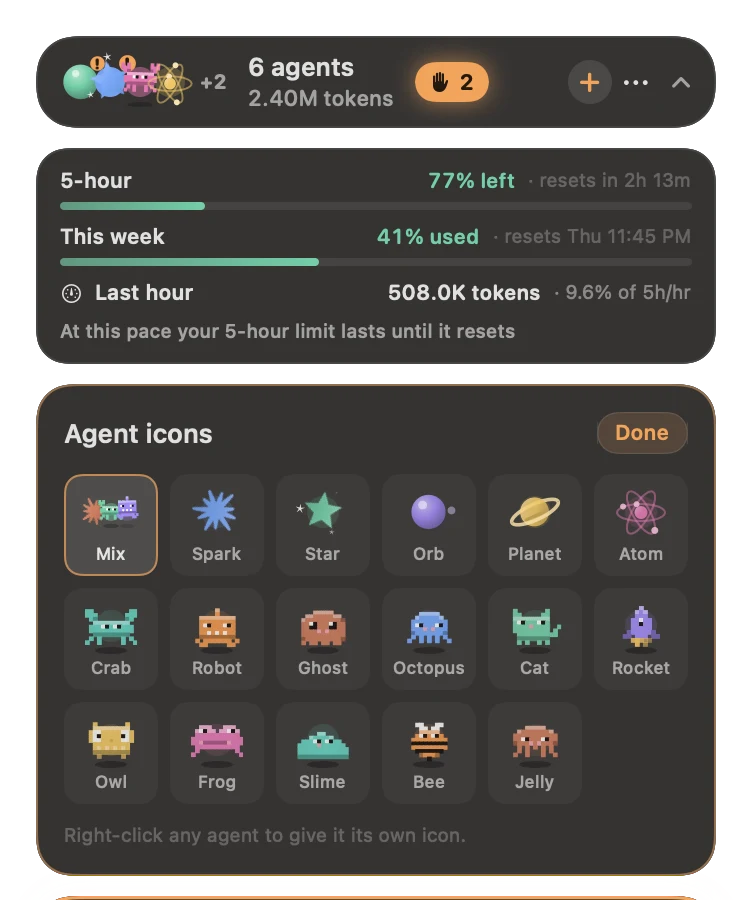 +2 6 agents 2
2.40M tokens
5-hour 77% left · resets in 2h 13m
This week 41% used · resets Thu 11:45 PM
Last hour 508.0K tokens · 9.6% of 5h/hr
At this pace your 5-hour limit lasts until it resets
Agent icons Done
Mix Spark Star Orb Planet Atom
Crab Robot Ghost Octopus Cat Rocket
Owl Frog Slime Bee Jelly
Right-click any agent to give it its own icon.